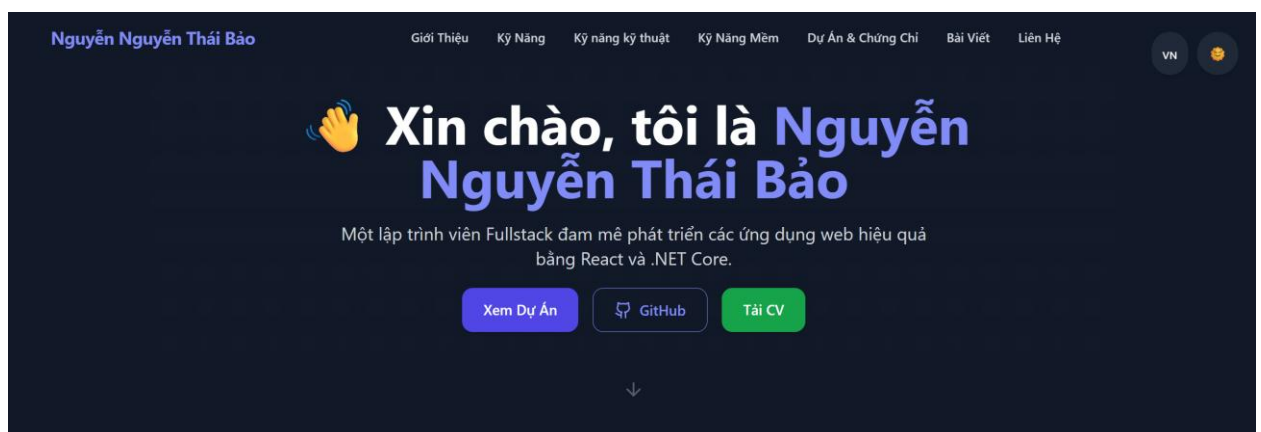 Nguyễn Nguyễn Thái Bảo
Giới Thiệu Kỹ Năng Kỹ năng kỹ thuật Kỹ Năng Mềm Dự Án & Chứng Chỉ Bài Viết Liên Hệ
VN
Xin chào, tôi là Nguyễn
Nguyễn Thái Bảo
Một lập trình viên Fullstack đam mê phát triển các ứng dụng web hiệu quả
bằng React và .NET Core.
Xem Dự Án GitHub Tải CV